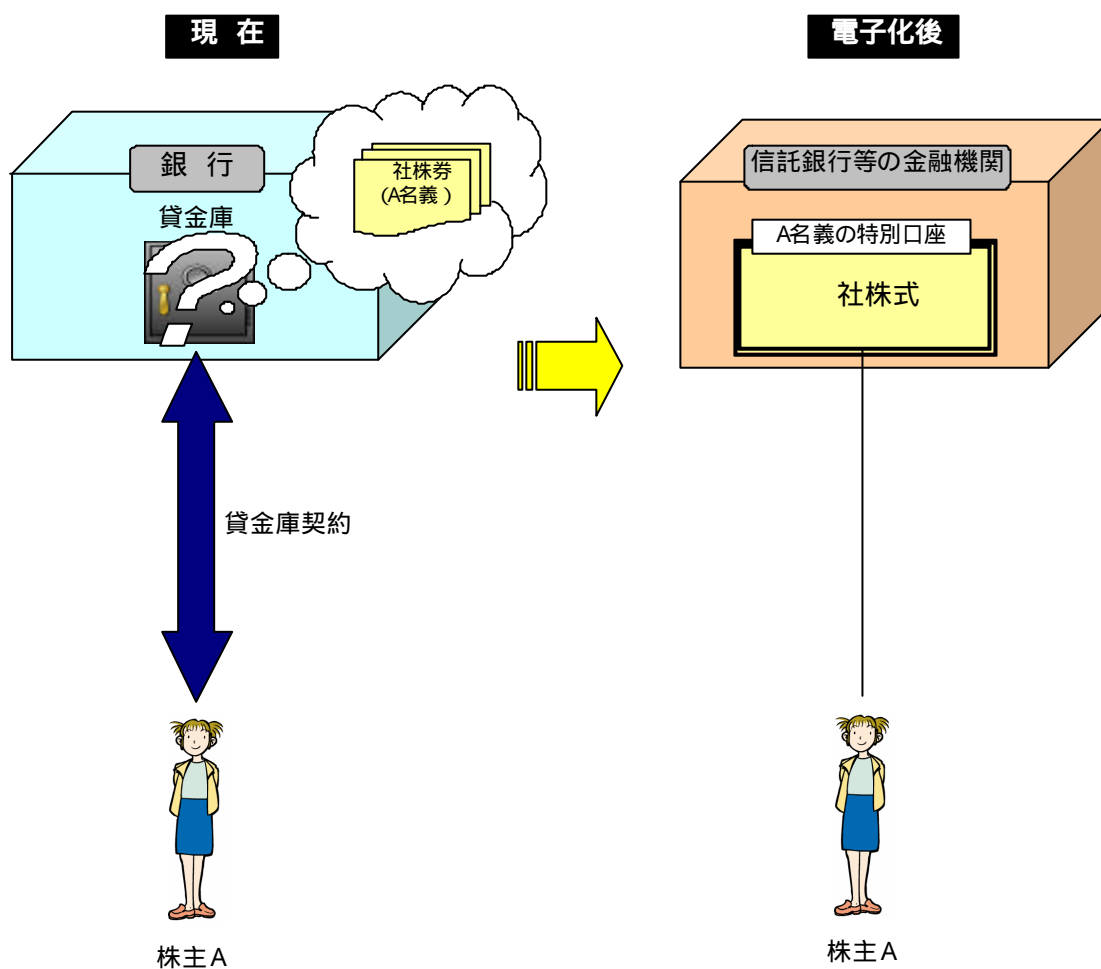 現 在
銀 行
貸金庫
社株券
(A名義)
貸金庫契約
株主A
電子化後
信託銀行等の金融機関
A名義の特別口座
社株式
株主A